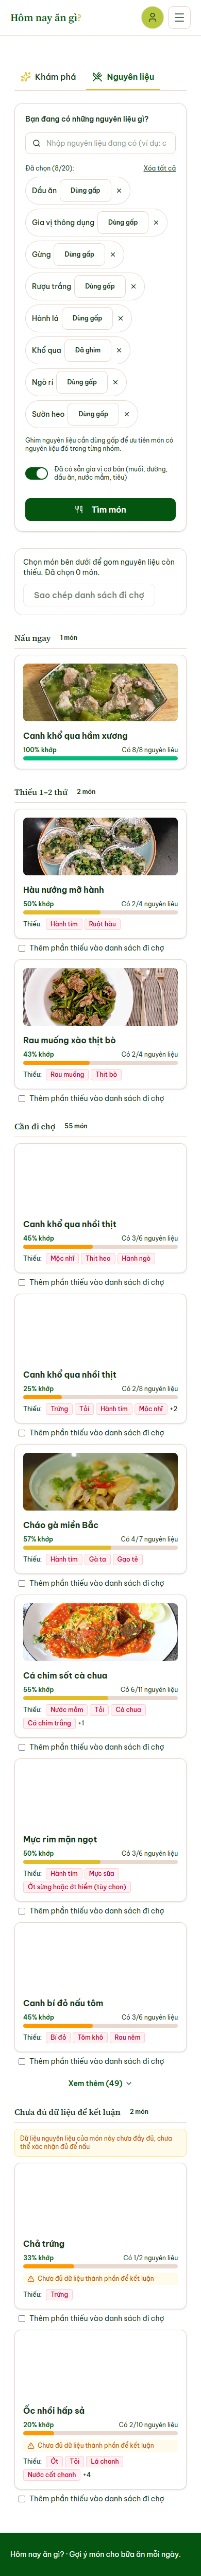 Hôm nay ăn gì?
Khám phá
Nguyên liệu
Bạn đang có những nguyên liệu gì?
Nhập nguyên liệu đang có (ví dụ: c
Đã chọn (8/20):
Xóa tất cả
Dầu ăn
Dùng gấp
Gia vị thông dụng
Dùng gấp
Gừng
Dùng gấp
Rượu trắng
Dùng gấp
Hành lá
Dùng gấp
Khổ qua
Đã ghim
Ngò rí
Dùng gấp
Sườn heo
Dùng gấp
Ghim nguyên liệu cần dùng gấp để ưu tiên món có
nguyên liệu đó trong từng nhóm.
Đã có sẵn gia vị cơ bản (muối, đường,
dầu ăn, nước mắm, tiêu)
Tìm món
Chọn món bên dưới để gom nguyên liệu còn
thiếu. Đã chọn 0 món.
Sao chép danh sách đi chợ
Nấu ngay
1 món
Canh khổ qua hầm xương
100% khớp
Có 8/8 nguyên liệu
Thiếu 1–2 thứ
2 món
Hàu nướng mỡ hành
50% khớp
Có 2/4 nguyên liệu
Thiếu:
Hành tím
Ruột hàu
Thêm phần thiếu vào danh sách đi chợ
Rau muống xào thịt bò
43% khớp
Có 2/4 nguyên liệu
Thiếu:
Rau muống
Thịt bò
Thêm phần thiếu vào danh sách đi chợ
Cần đi chợ
55 món
Canh khổ qua nhồi thịt
45% khớp
Có 3/6 nguyên liệu
Thiếu:
Mộc nhĩ
Thịt heo
Hành ngò
Thêm phần thiếu vào danh sách đi chợ
Canh khổ qua nhồi thịt
25% khớp
Có 2/8 nguyên liệu
Thiếu:
Trứng
Tỏi
Hành tím
Mộc nhĩ
+2
Thêm phần thiếu vào danh sách đi chợ
Cháo gà miền Bắc
57% khớp
Có 4/7 nguyên liệu
Thiếu:
Hành tím
Gà ta
Gạo tẻ
Thêm phần thiếu vào danh sách đi chợ
Cá chim sốt cà chua
55% khớp
Có 6/11 nguyên liệu
Thiếu:
Nước mắm
Tỏi
Cà chua
Cá chim trắng
+1
Thêm phần thiếu vào danh sách đi chợ
Mực rim mặn ngọt
50% khớp
Có 3/6 nguyên liệu
Thiếu:
Hành tím
Mực sữa
Ớt sừng hoặc ớt hiểm (tùy chọn)
Thêm phần thiếu vào danh sách đi chợ
Canh bí đỏ nấu tôm
45% khớp
Có 3/6 nguyên liệu
Thiếu:
Bí đỏ
Tôm khô
Rau nêm
Thêm phần thiếu vào danh sách đi chợ
Xem thêm (49)
Chưa đủ dữ liệu để kết luận
2 món
Dữ liệu nguyên liệu của món này chưa đầy đủ, chưa
thể xác nhận đủ để nấu
Chả trứng
33% khớp
Có 1/2 nguyên liệu
Chưa đủ dữ liệu thành phần để kết luận
Thiếu:
Trứng
Thêm phần thiếu vào danh sách đi chợ
Ốc nhồi hấp sả
20% khớp
Có 2/10 nguyên liệu
Chưa đủ dữ liệu thành phần để kết luận
Thiếu:
Ớt
Tỏi
Lá chanh
Nước cốt chanh
+4
Thêm phần thiếu vào danh sách đi chợ
Hôm nay ăn gì? · Gợi ý món cho bữa ăn mỗi ngày.